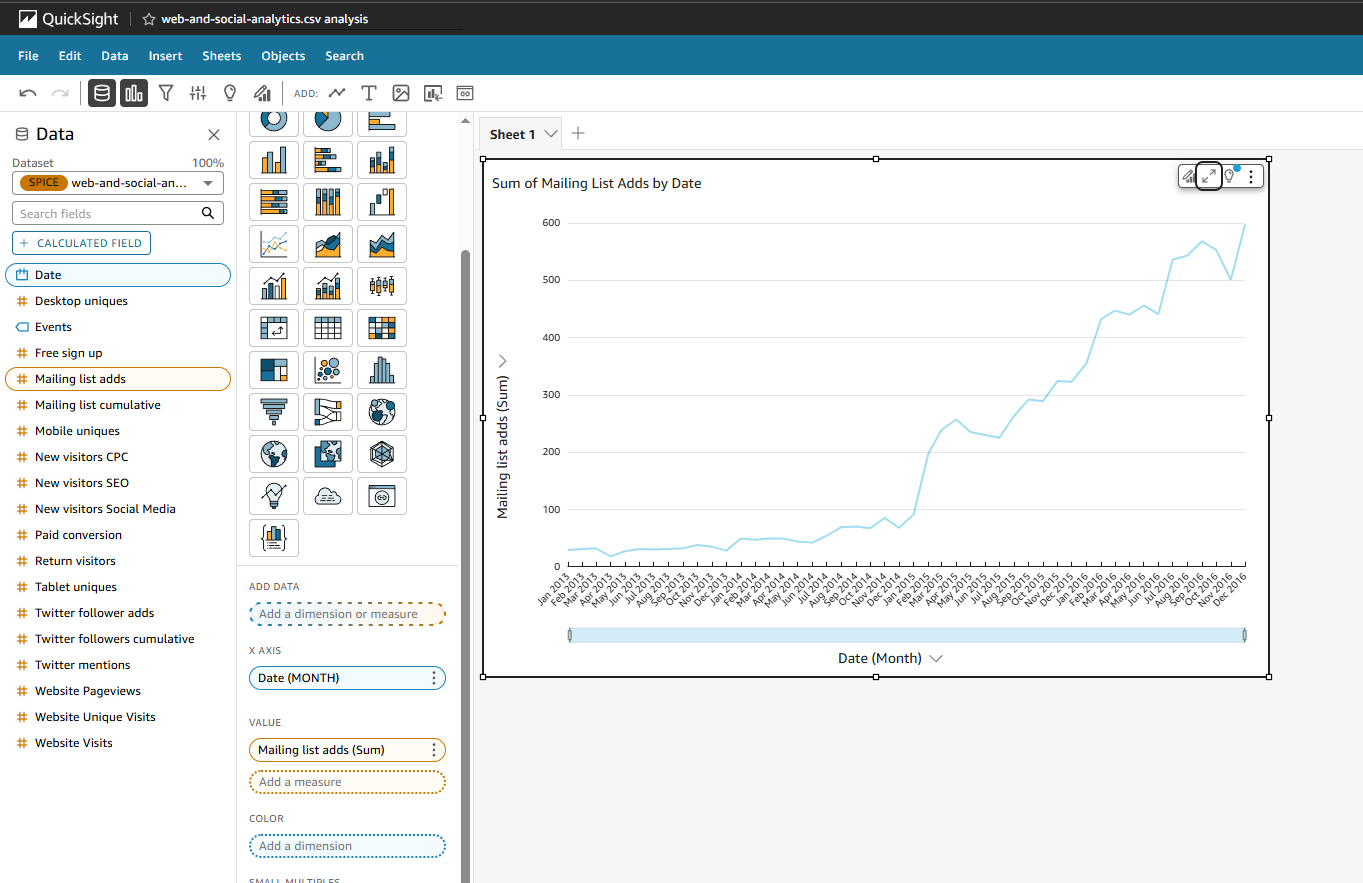 QuickSight web-and-social-analytics.csv analysis
File Edit Data Insert Sheets Objects Search
ADD:
Data
Dataset 100%
SPICE web-and-social-an...
Search fields
+ CALCULATED FIELD
Date
Desktop uniques
Events
Free sign up
Mailing list adds
Mailing list cumulative
Mobile uniques
New visitors CPC
New visitors SEO
New visitors Social Media
Paid conversion
Return visitors
Tablet uniques
Twitter follower adds
Twitter followers cumulative
Twitter mentions
Website Pageviews
Website Unique Visits
Website Visits
ADD DATA
Add a dimension or measure
X AXIS
Date (MONTH)
VALUE
Mailing list adds (Sum)
Add a measure
COLOR
Add a dimension
SMALL MULTIPLES
Sheet 1
Sum of Mailing List Adds by Date
Mailing list adds (Sum)
600
500
400
300
200
100
0
Jan 2013
Feb 2013
Mar 2013
Apr 2013
May 2013
Jun 2013
Jul 2013
Aug 2013
Sep 2013
Oct 2013
Nov 2013
Dec 2013
Jan 2014
Feb 2014
Mar 2014
Apr 2014
May 2014
Jun 2014
Jul 2014
Aug 2014
Sep 2014
Oct 2014
Nov 2014
Dec 2014
Jan 2015
Feb 2015
Mar 2015
Apr 2015
May 2015
Jun 2015
Jul 2015
Aug 2015
Sep 2015
Oct 2015
Nov 2015
Dec 2015
Jan 2016
Feb 2016
Mar 2016
Apr 2016
May 2016
Jun 2016
Jul 2016
Aug 2016
Sep 2016
Oct 2016
Nov 2016
Dec 2016
Date (Month)